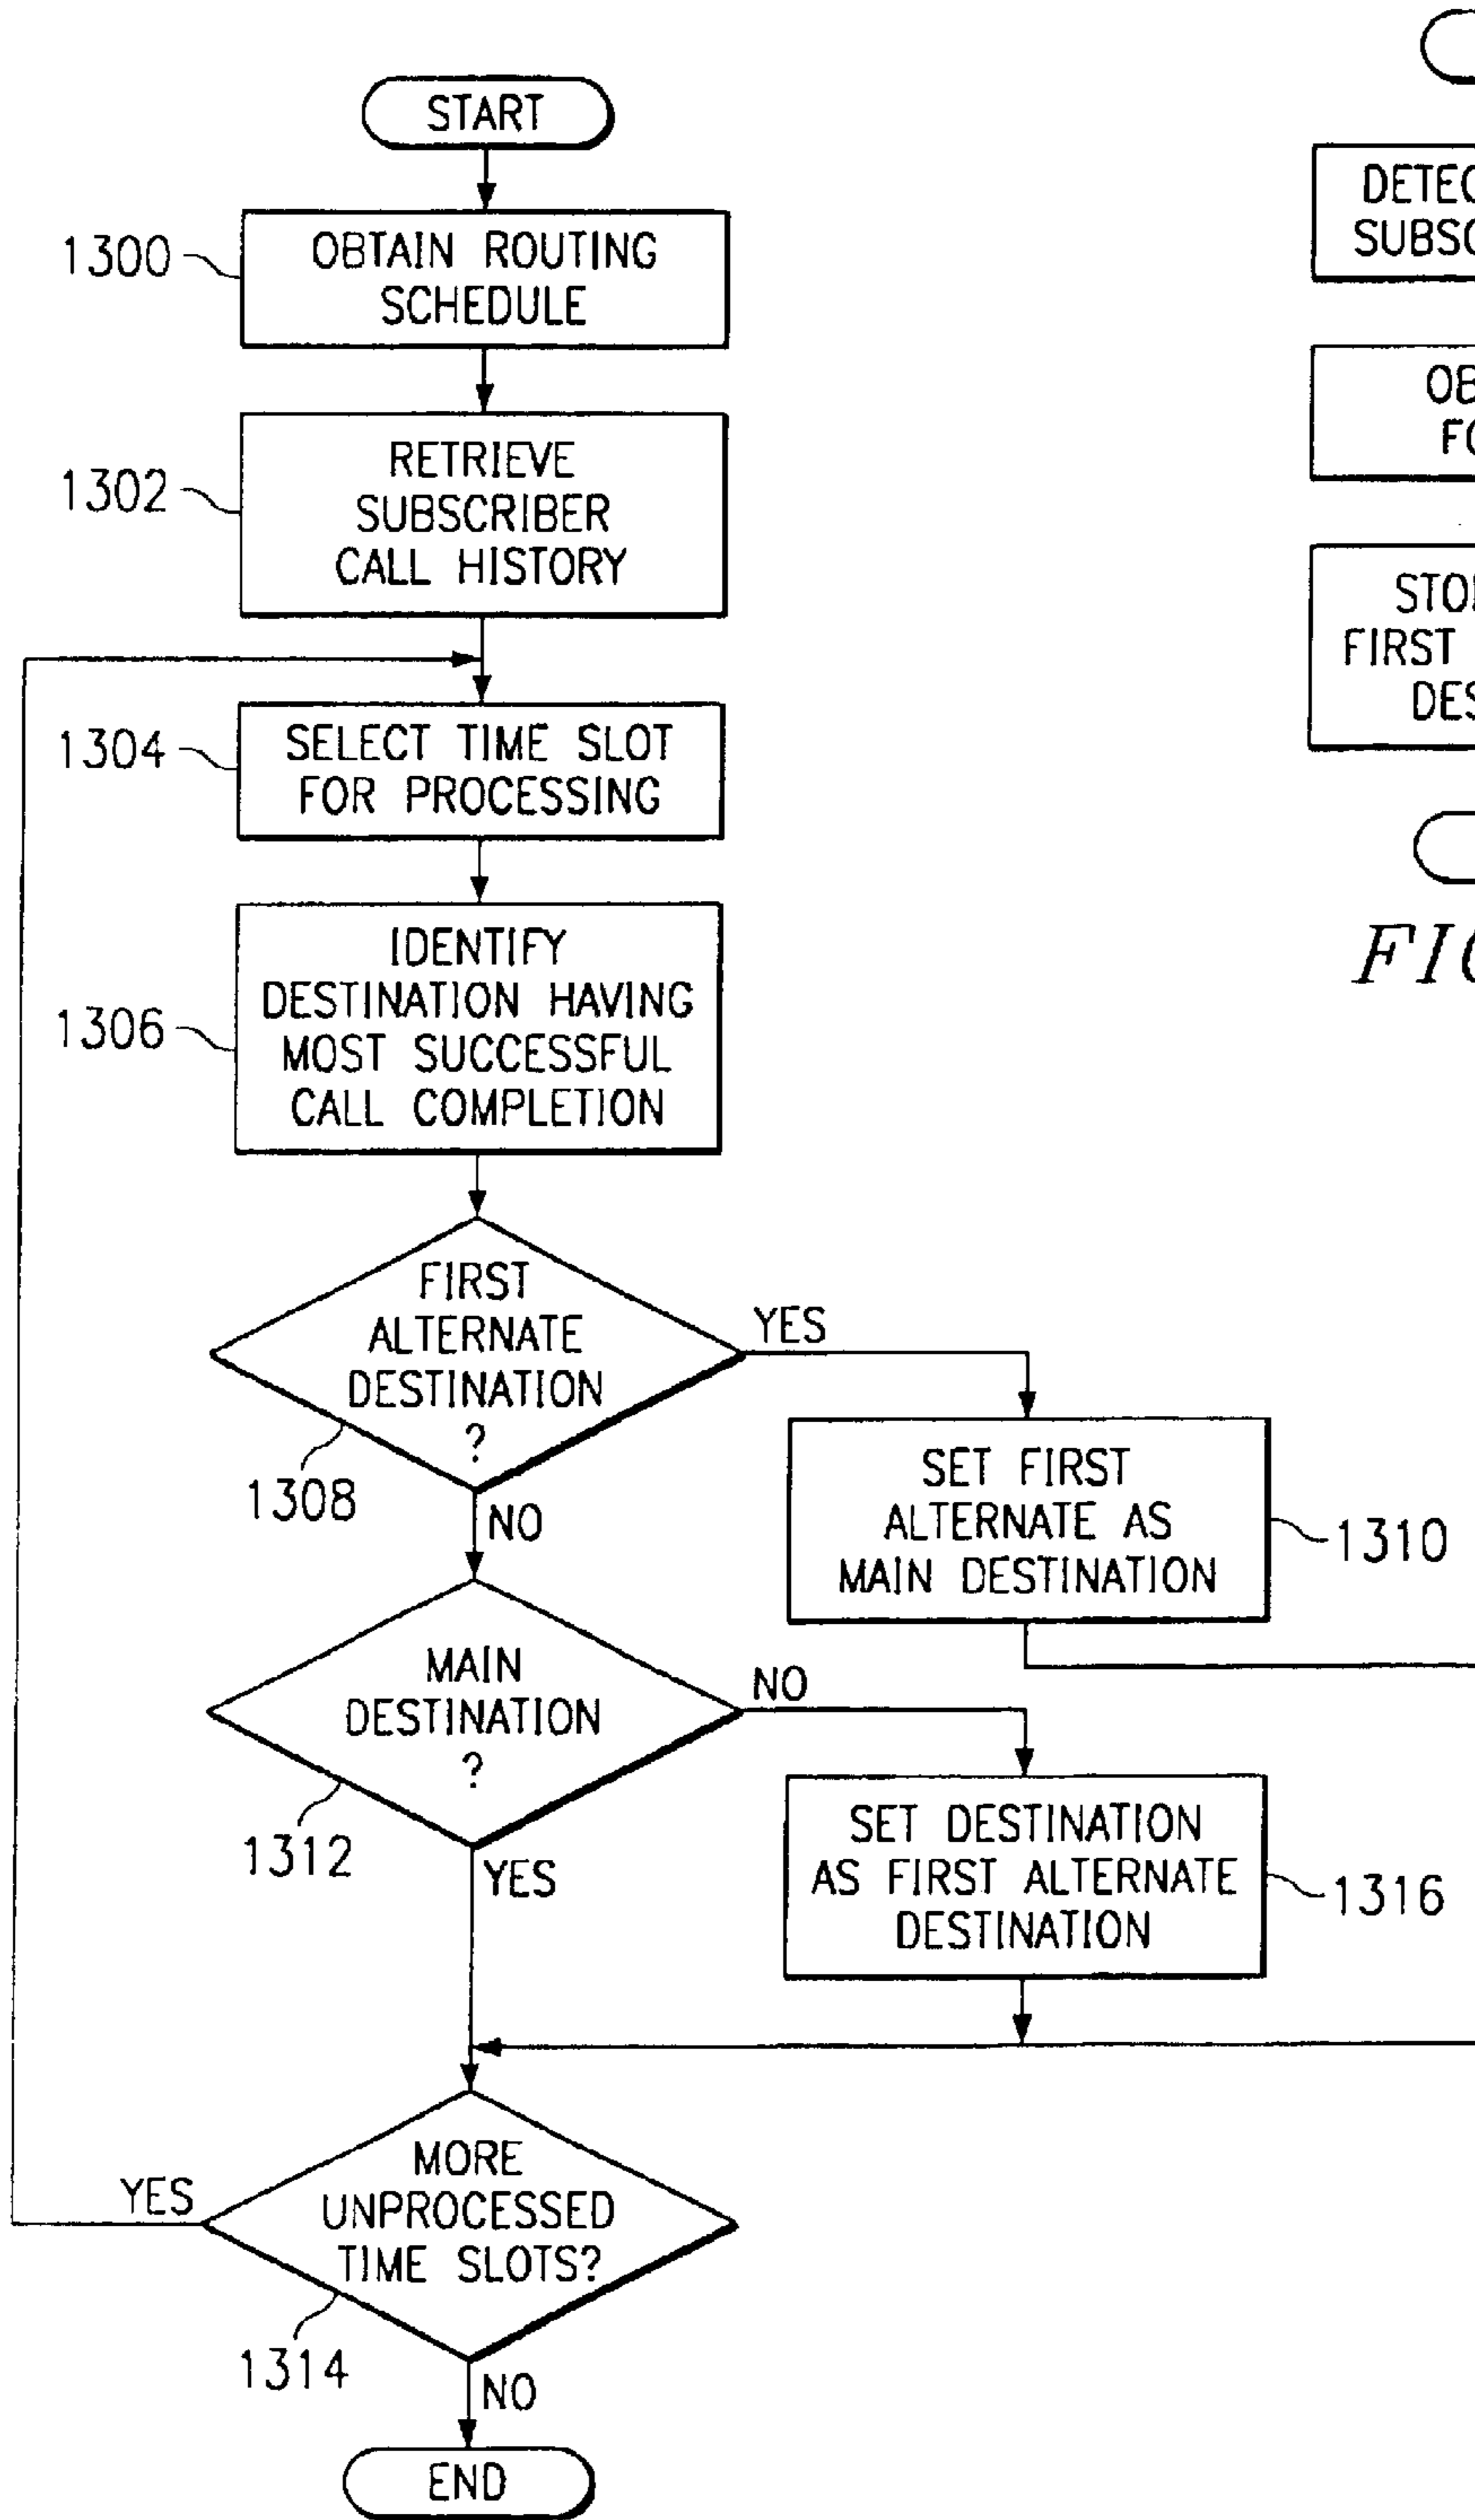 START
1300
OBTAIN ROUTING
SCHEDULE
1302
RETRIEVE
SUBSCRIBER
CALL HISTORY
1304
SELECT TIME SLOT
FOR PROCESSING
1306
IDENTIFY
DESTINATION HAVING
MOST SUCCESSFUL
CALL COMPLETION
FIRST
ALTERNATE
DESTINATION
?
1308
YES
NO
SET FIRST
ALTERNATE AS
MAIN DESTINATION
1310
MAIN
DESTINATION
?
1312
NO
YES
SET DESTINATION
AS FIRST ALTERNATE
DESTINATION
1316
MORE
UNPROCESSED
TIME SLOTS?
1314
YES
NO
END
FIRST